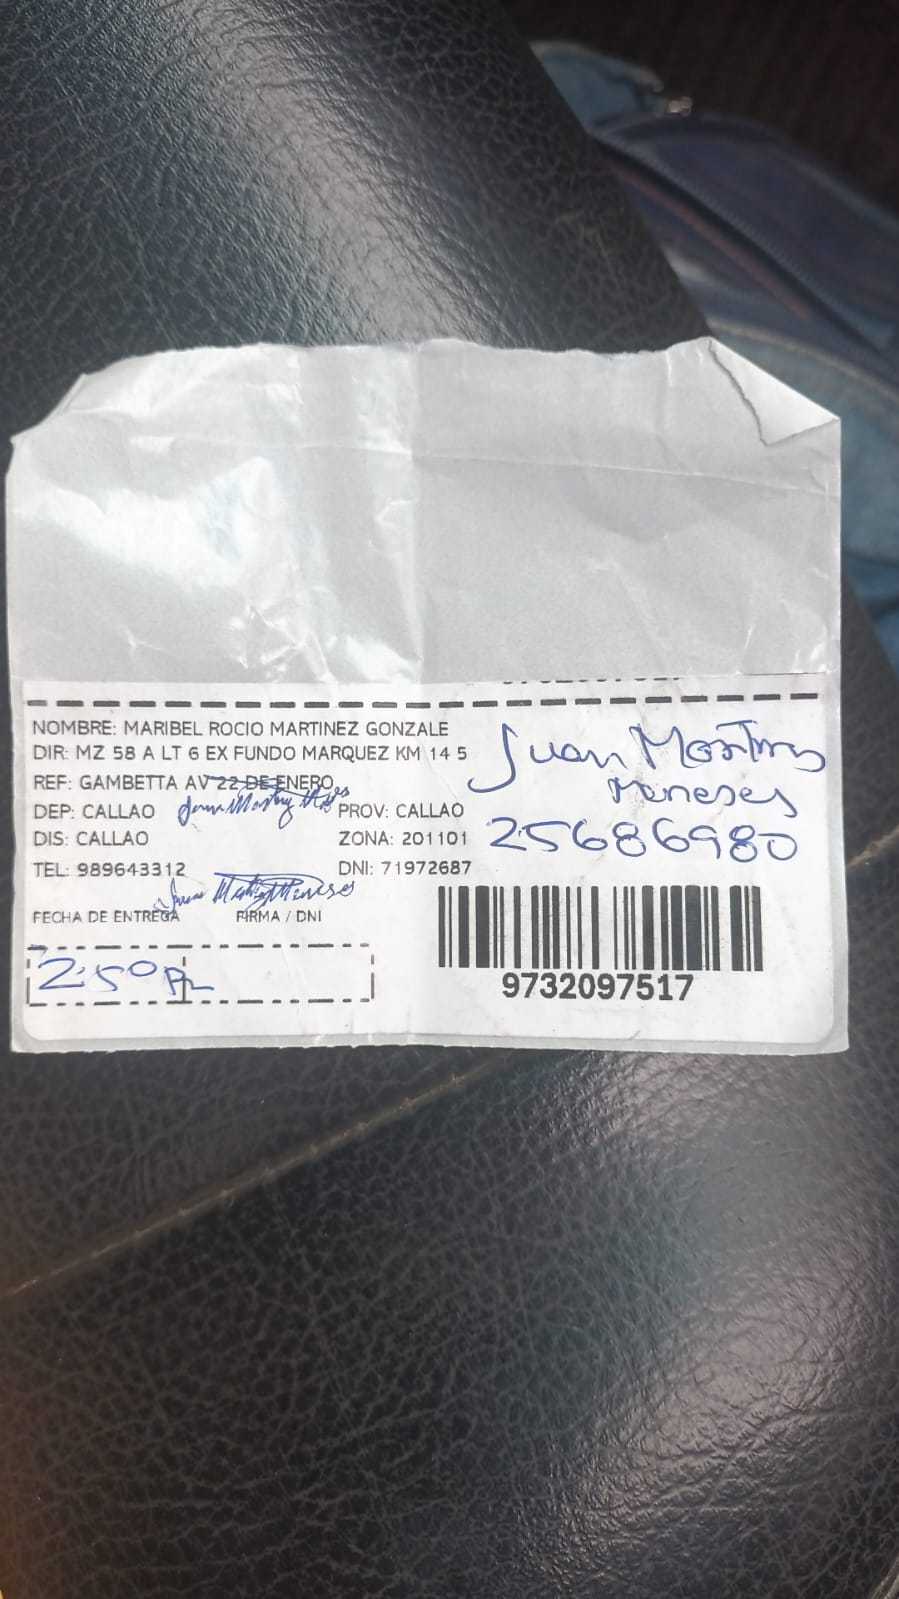 NOMBRE: MARIBEL ROCIO MARTINEZ GONZALE
DIR: MZ 58 A LT 6 EX FUNDO MARQUEZ KM 14 5
REF: GAMBETTA AV 22 DE ENERO
DEP: CALLAO PROV: CALLAO
DIS: CALLAO ZONA: 201101
TEL: 989643312 DNI: 71972687
FECHA DE ENTREGA FIRMA / DNI
2:50 PM
Juan Martinez
Meneses
25686980
9732097517